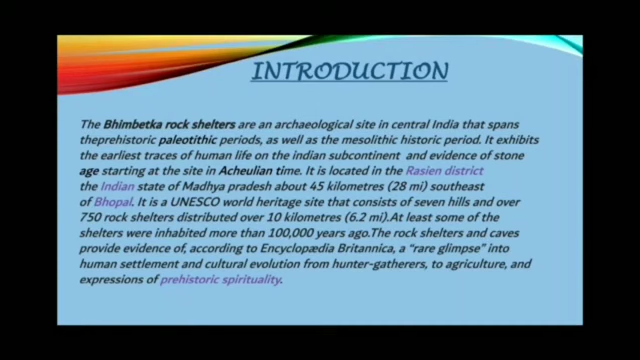 INTRODUCTION
The Bhimbetka rock shelters are an archaeological site in central India that spans
theprehistoric paleotithic periods, as well as the mesolithic historic period. It exhibits
the earliest traces of human life on the indian subcontinent and evidence of stone
age starting at the site in Acheulian time. It is located in the Rasien district
the Indian state of Madhya pradesh about 45 kilometres (28 mi) southeast
of Bhopal. It is a UNESCO world heritage site that consists of seven hills and over
750 rock shelters distributed over 10 kilometres (6.2 mi).At least some of the
shelters were inhabited more than 100,000 years ago.The rock shelters and caves
provide evidence of, according to Encyclopædia Britannica, a “rare glimpse” into
human settlement and cultural evolution from hunter-gatherers, to agriculture, and
expressions of prehistoric spirituality.